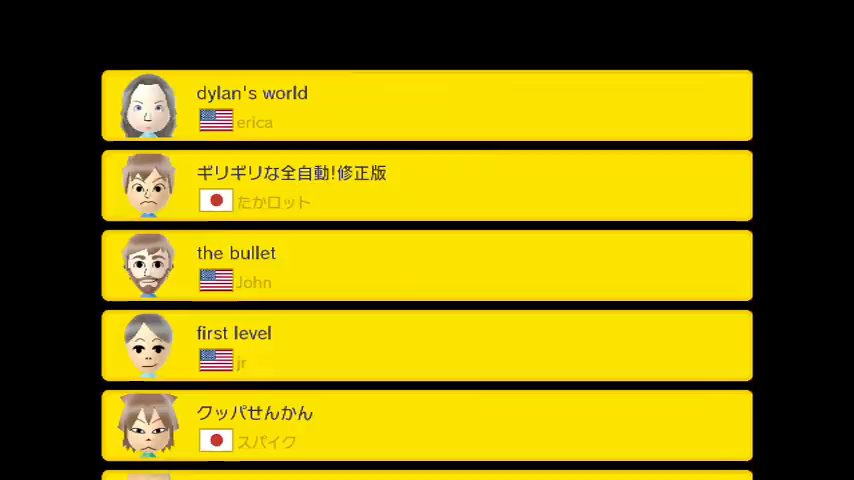 dylan's world
erica
ギリギリな全自動!修正版
たかロット
the bullet
John
first level
jr
クッパせんかん
スパイク